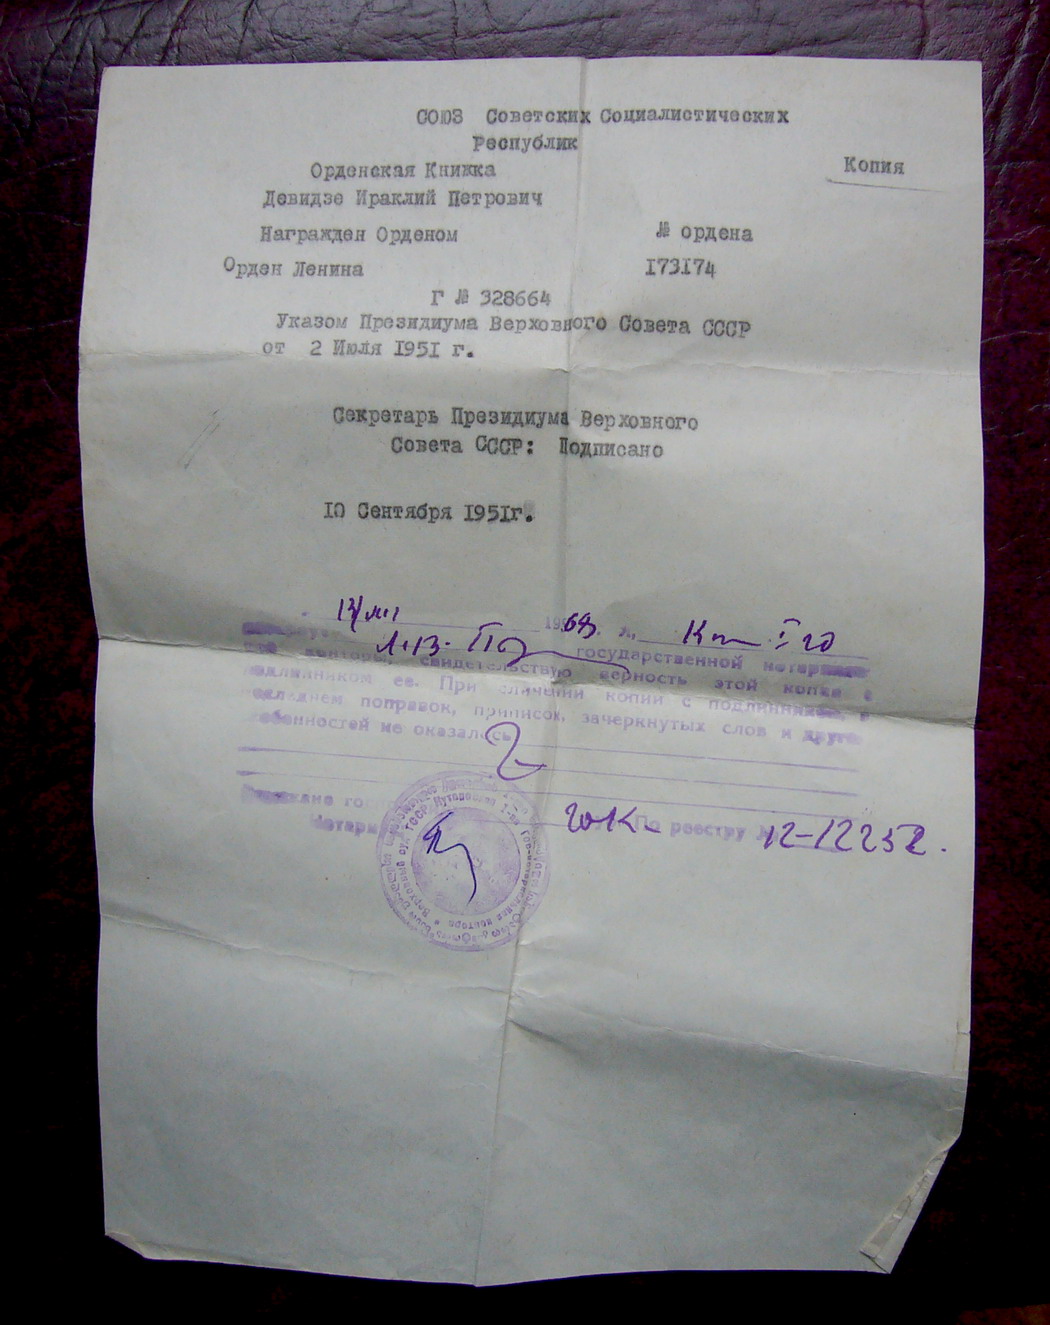 СОЮЗ Советских Социалистических
Республик
Копия
Орденская Книжка
Девидзе Ираклий Петрович
Награжден Орденом № ордена
Орден Ленина 173174
Г № 328664
Указом Президиума Верховного Совета СССР
от 2 Июля 1951 г.
Секретарь Президиума Верховного
Совета СССР: Подписано
10 Сентября 1951г.
государственной
конторы, свидетельствую верность этой копии с
подлинником ее. При сличении копии с подлинником, в
последнем поправок, приписок, зачеркнутых слов и других
особенностей не оказалось
По реестру 12-12252.